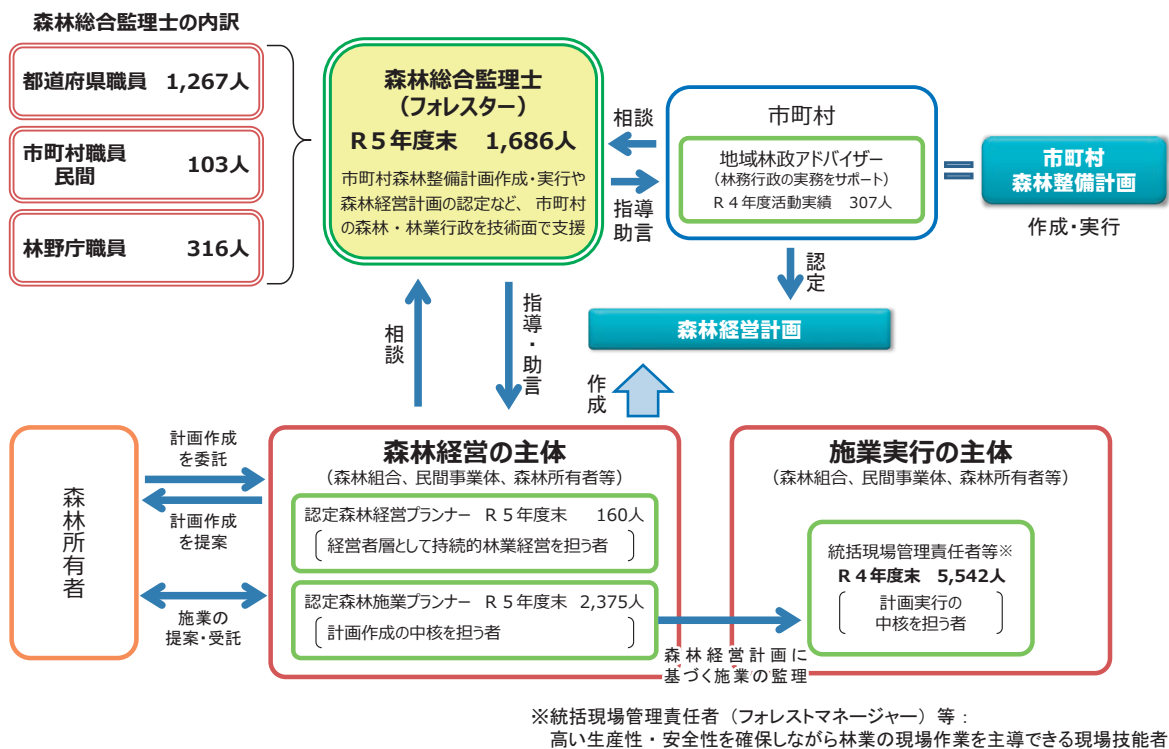 森林総合監理士の内訳
都道府県職員 1,267人
市町村職員
民間 103人
林野庁職員 316人
森林総合監理士
(フォレスター)
R5年度末 1,686人
市町村森林整備計画作成・実行や
森林経営計画の認定など、市町村
の森林・林業行政を技術面で支援
相談
指導
助言
市町村
地域林政アドバイザー
(林務行政の実務をサポート)
R4年度活動実績 307人
市町村
森林整備計画
作成・実行
認定
森林経営計画
相談
指導・助言
作成
森林所有者
計画作成
を委託
計画作成
を提案
施業の
提案・受託
森林経営の主体
(森林組合、民間事業体、森林所有者等)
認定森林経営プランナー R5年度末 160人
経営者層として持続的林業経営を担う者
認定森林施業プランナー R5年度末 2,375人
計画作成の中核を担う者
森林経営計画に
基づく施業の監理
施業実行の主体
(森林組合、民間事業体、森林所有者等)
統括現場管理責任者等※
R4年度末 5,542人
計画実行の
中核を担う者
※統括現場管理責任者(フォレストマネージャー)等:
高い生産性・安全性を確保しながら林業の現場作業を主導できる現場技能者